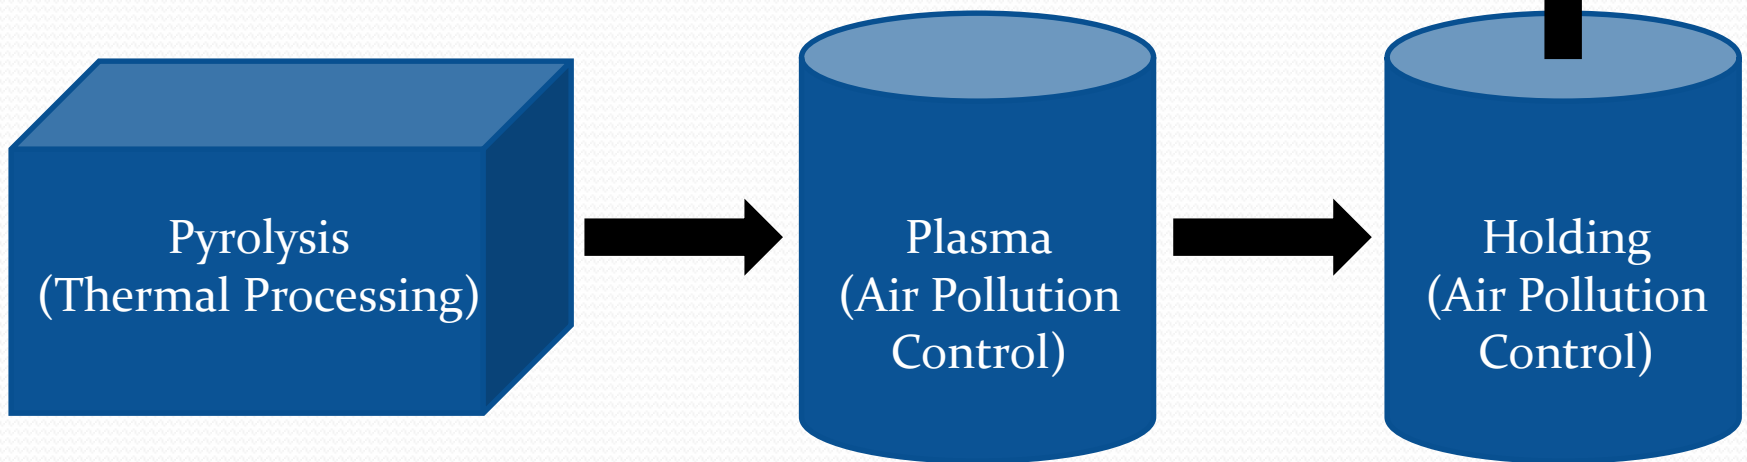 Pyrolysis
(Thermal Processing)
Plasma
(Air Pollution
Control)
Holding
(Air Pollution
Control)